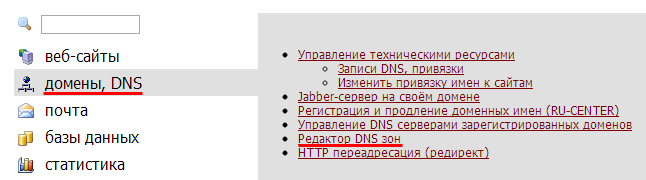 веб-сайты
домены, DNS
почта
базы данных
статистика
Управление техническими ресурсами
Записи DNS, привязки
Изменить привязку имен к сайтам
Jabber-сервер на своём домене
Регистрация и продление доменных имен (RU-CENTER)
Управление DNS серверами зарегистрированных доменов
Редактор DNS зон
HTTP переадресация (редирект)